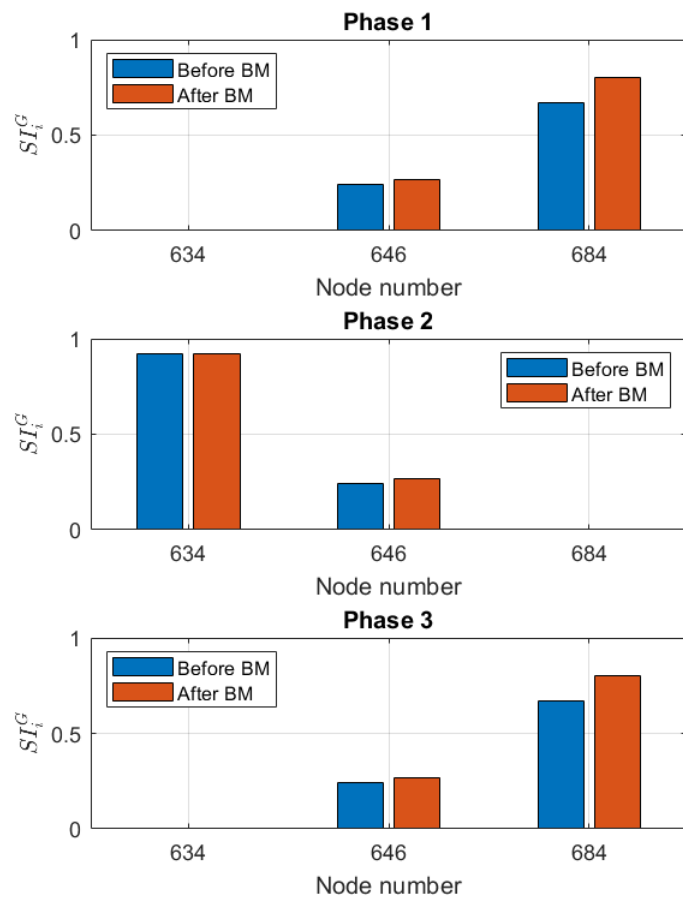 Phase 1
1
0.5
0
$SI_i^G$
Before BM
After BM
634 646 684
Node number
Phase 2
1
0.5
0
$SI_i^G$
Before BM
After BM
634 646 684
Node number
Phase 3
1
0.5
0
$SI_i^G$
Before BM
After BM
634 646 684
Node number